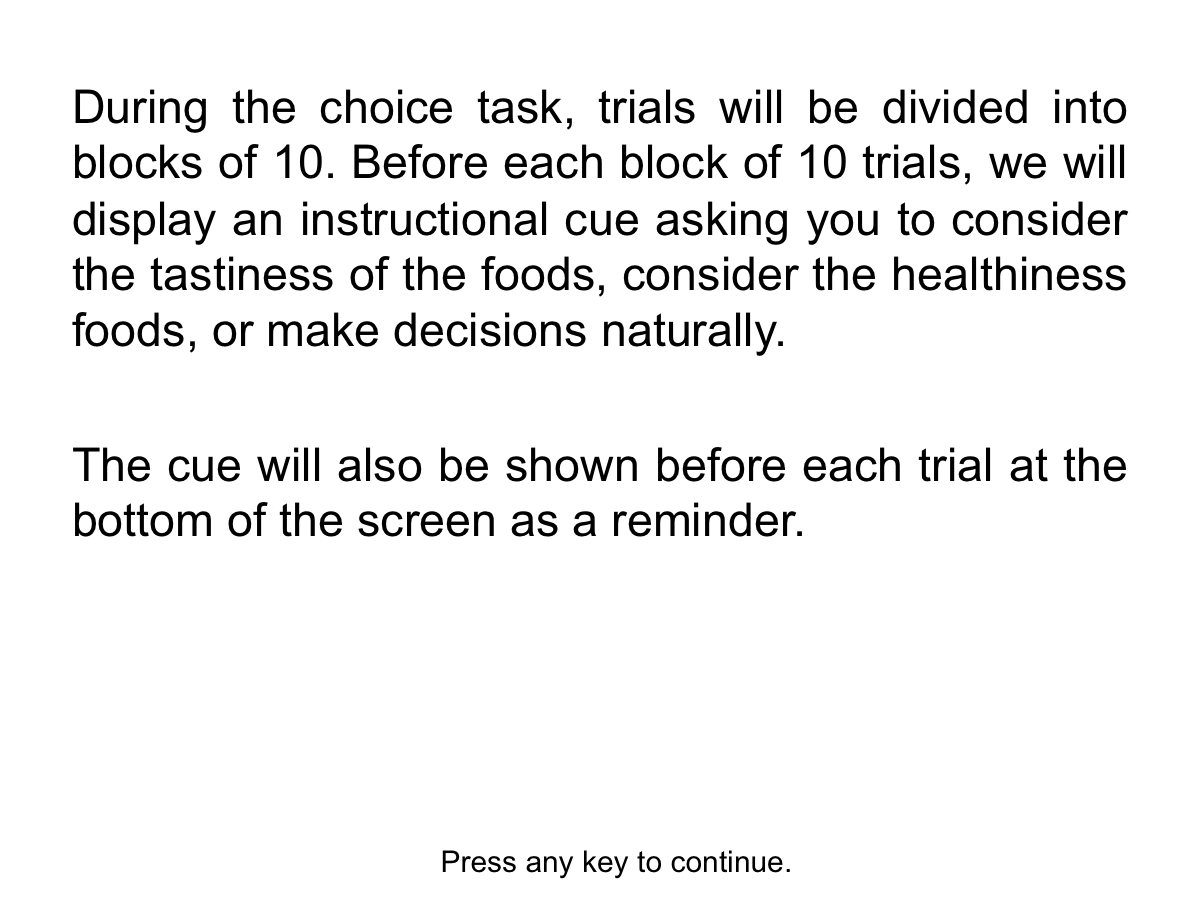 During the choice task, trials will be divided into
blocks of 10. Before each block of 10 trials, we will
display an instructional cue asking you to consider
the tastiness of the foods, consider the healthiness
foods, or make decisions naturally.
The cue will also be shown before each trial at the
bottom of the screen as a reminder.
Press any key to continue.